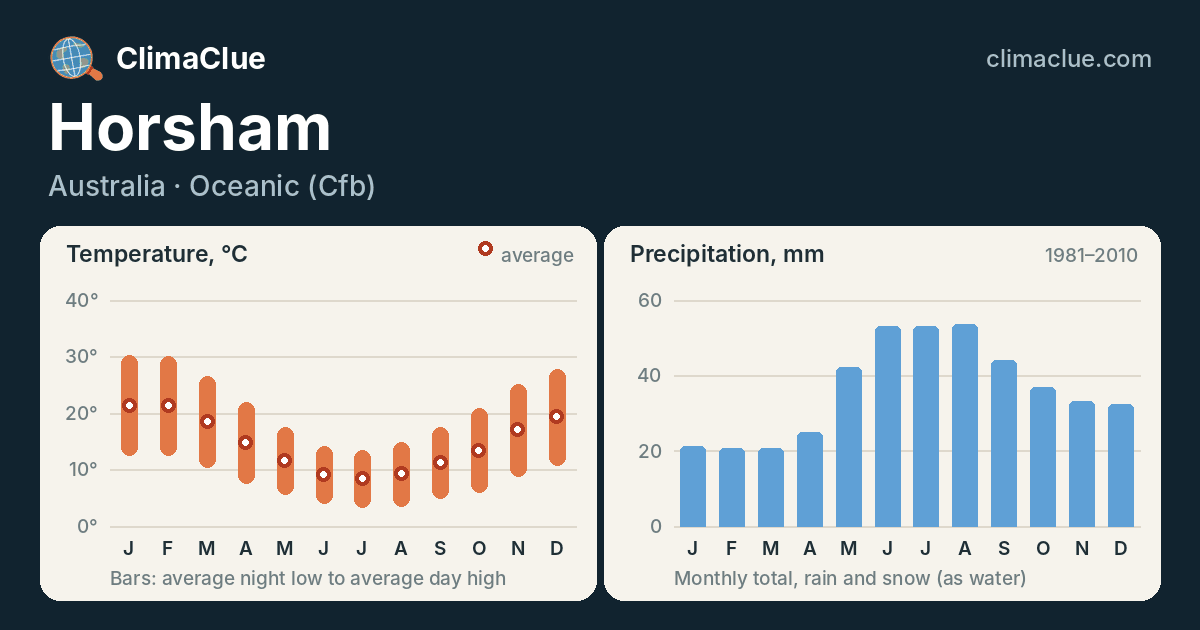 ClimaClue
climaclue.com
Horsham
Australia · Oceanic (Cfb)
Temperature, °C
average
40°
30°
20°
10°
0°
J F M A M J J A S O N D
Bars: average night low to average day high
Precipitation, mm
1981–2010
60
40
20
0
J F M A M J J A S O N D
Monthly total, rain and snow (as water)